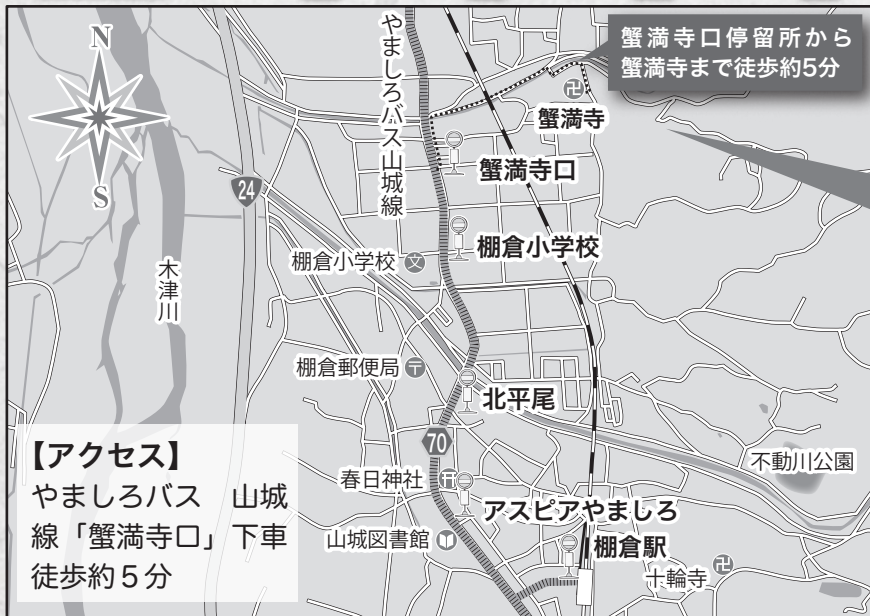 N
S
やましろバス山城線
蟹満寺口停留所から
蟹満寺まで徒歩約5分
蟹満寺
蟹満寺口
24
棚倉小学校
棚倉小学校
木津川
棚倉郵便局
北平尾
70
不動川公園
春日神社
アスピアやましろ
山城図書館
棚倉駅
十輪寺
【アクセス】
やましろバス　山城
線「蟹満寺口」下車
徒歩約５分